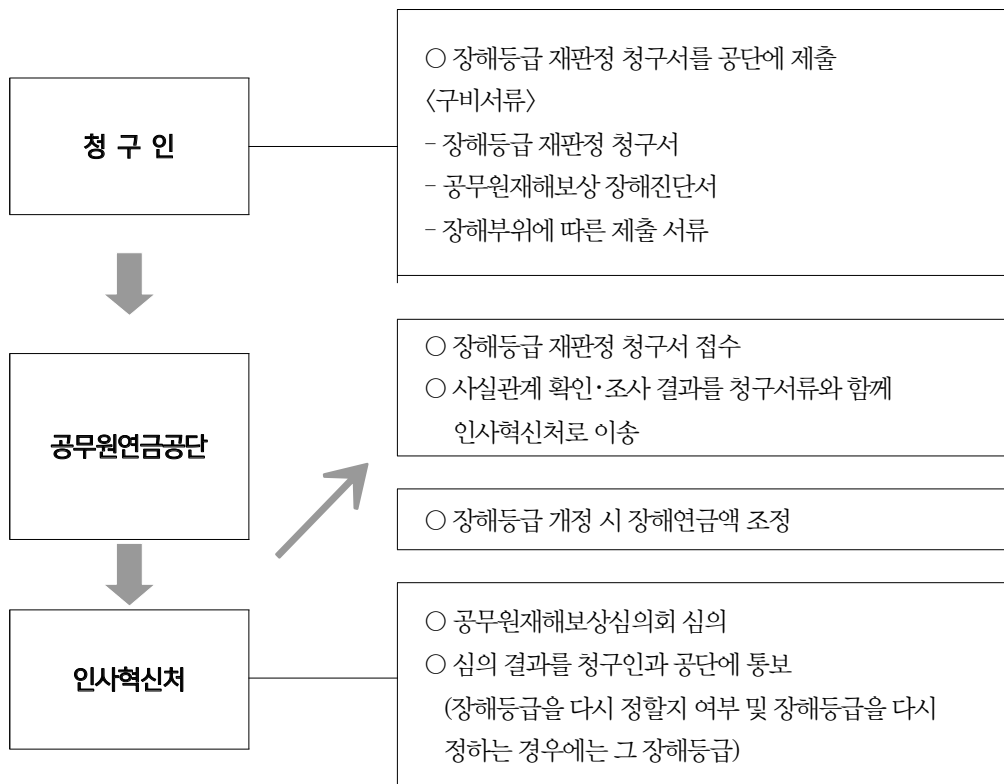 청 구 인
○ 장해등급 재판정 청구서를 공단에 제출
〈구비서류〉
- 장해등급 재판정 청구서
- 공무원재해보상 장해진단서
- 장해부위에 따른 제출 서류
공무원연금공단
○ 장해등급 재판정 청구서 접수
○ 사실관계 확인·조사 결과를 청구서류와 함께
인사혁신처로 이송
○ 장해등급 개정 시 장해연금액 조정
인사혁신처
○ 공무원재해보상심의회 심의
○ 심의 결과를 청구인과 공단에 통보
(장해등급을 다시 정할지 여부 및 장해등급을 다시
정하는 경우에는 그 장해등급)